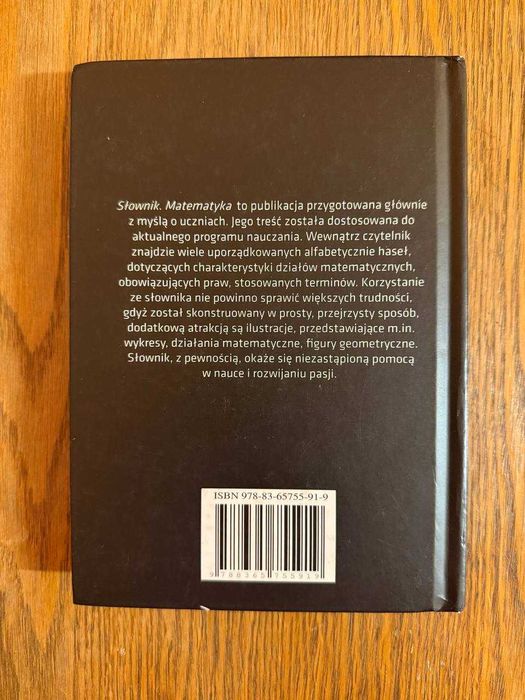 Słownik. Matematyka to publikacja przygotowana głównie
z myślą o uczniach. Jego treść została dostosowana do
aktualnego programu nauczania. Wewnątrz czytelnik
znajdzie wiele uporządkowanych alfabetycznie haseł,
dotyczących charakterystyki działów matematycznych,
obowiązujących praw, stosowanych terminów. Korzystanie
ze słownika nie powinno sprawić większych trudności,
gdyż został skonstruowany w prosty, przejrzysty sposób,
dodatkową atrakcją są ilustracje, przedstawiające m.in.
wykresy, działania matematyczne, figury geometryczne.
Słownik, z pewnością, okaże się niezastąpioną pomocą
w nauce i rozwijaniu pasji.
ISBN 978-83-65755-91-9
9 788365 755919